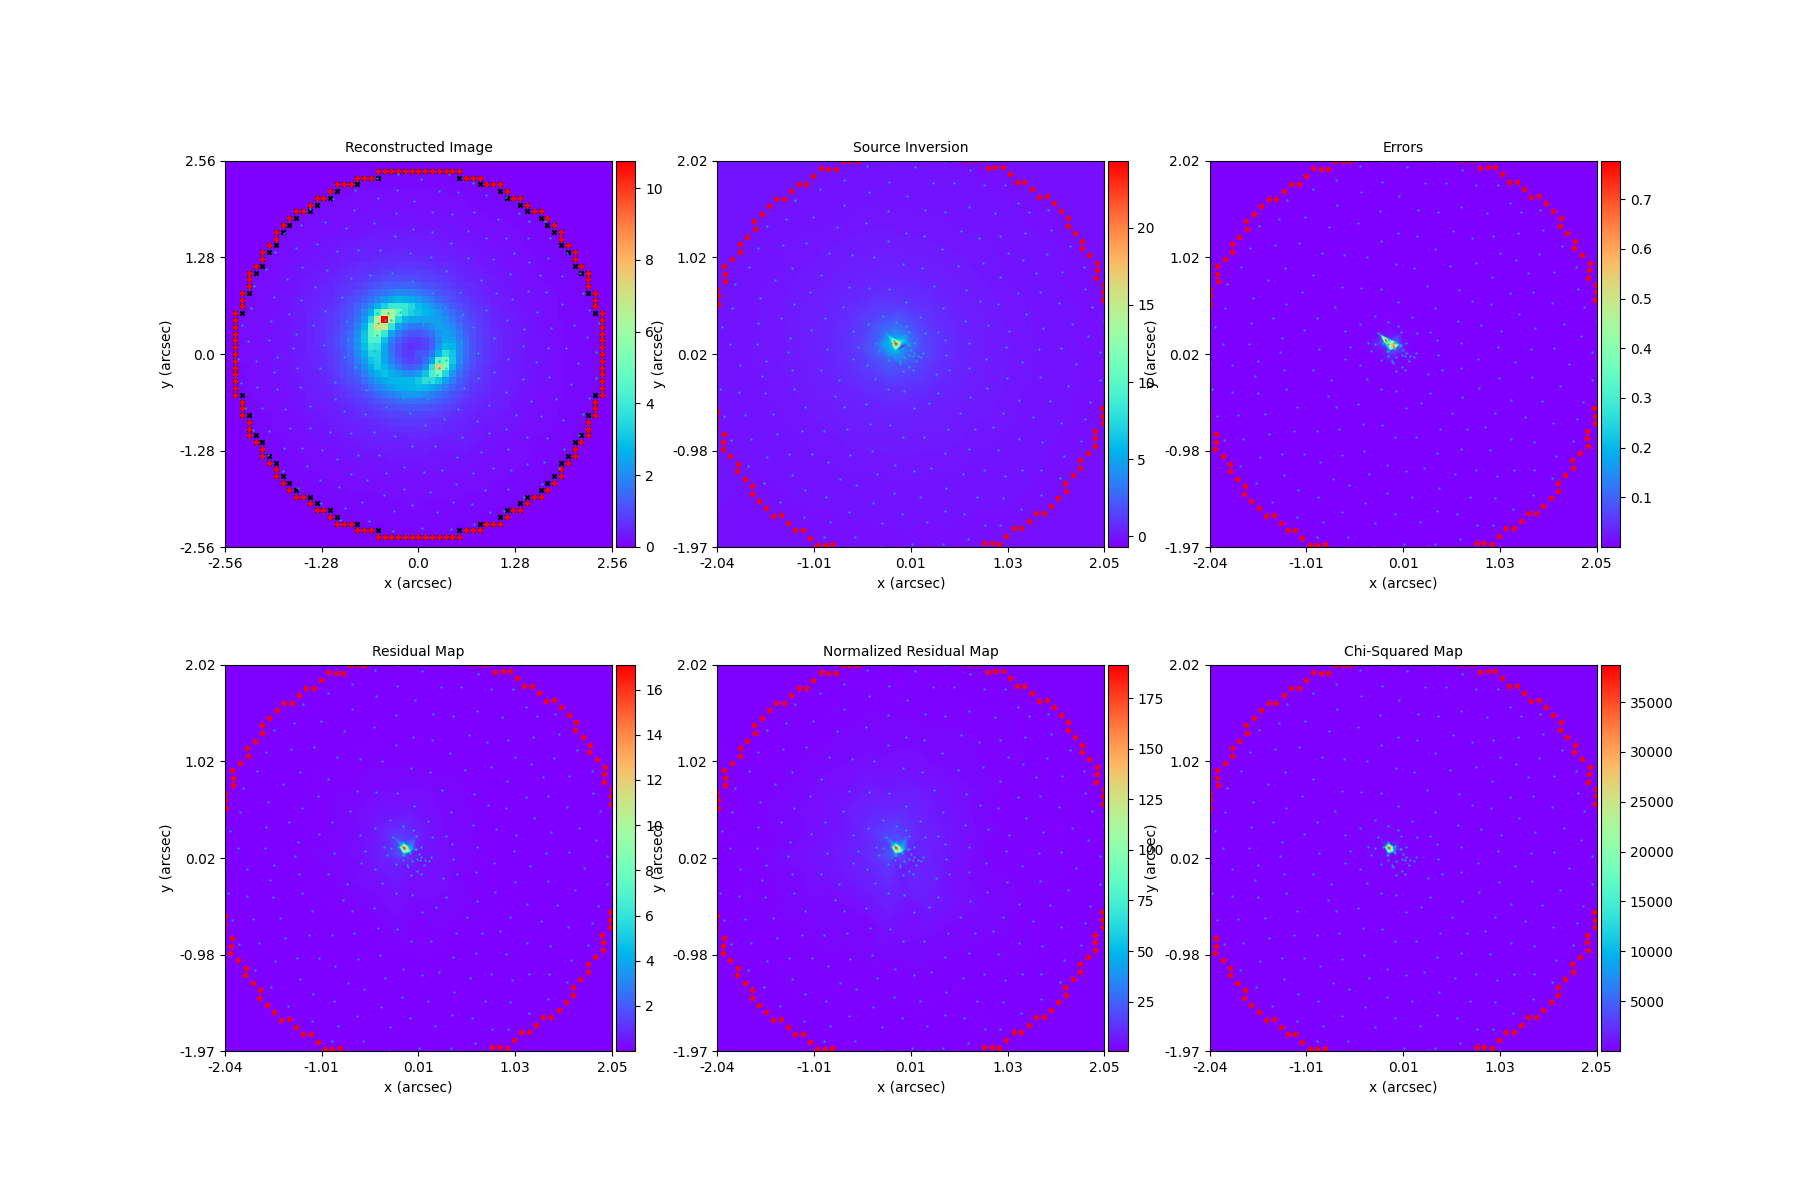 Reconstructed Image
2.56
1.28
0.0
-1.28
-2.56
y (arcsec)
-2.56 -1.28 0.0 1.28 2.56
x (arcsec)
10
8
6
4
2
0
Source Inversion
2.02
1.02
0.02
-0.98
-1.97
y (arcsec)
-2.04 -1.01 0.01 1.03 2.05
x (arcsec)
20
15
10
5
0
Errors
2.02
1.02
0.02
-0.98
-1.97
y (arcsec)
-2.04 -1.01 0.01 1.03 2.05
x (arcsec)
0.7
0.6
0.5
0.4
0.3
0.2
0.1
Residual Map
2.02
1.02
0.02
-0.98
-1.97
y (arcsec)
-2.04 -1.01 0.01 1.03 2.05
x (arcsec)
16
14
12
10
8
6
4
2
Normalized Residual Map
2.02
1.02
0.02
-0.98
-1.97
y (arcsec)
-2.04 -1.01 0.01 1.03 2.05
x (arcsec)
175
150
125
100
75
50
25
Chi-Squared Map
2.02
1.02
0.02
-0.98
-1.97
y (arcsec)
-2.04 -1.01 0.01 1.03 2.05
x (arcsec)
35000
30000
25000
20000
15000
10000
5000